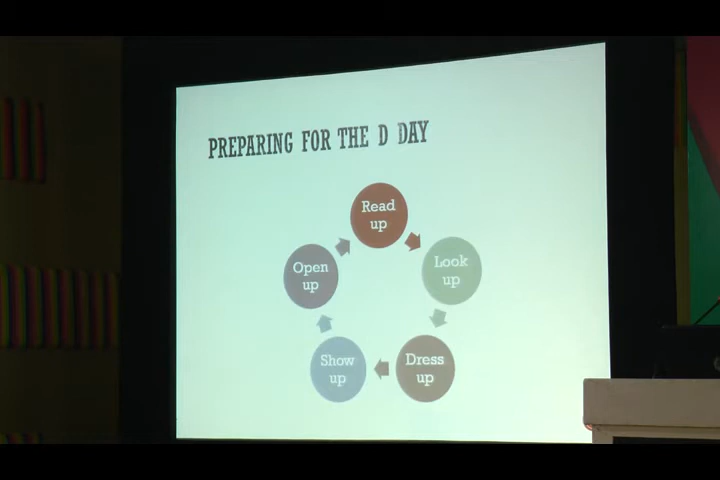 PREPARING FOR THE D DAY
Read
up
Look
up
Dress
up
Show
up
Open
up